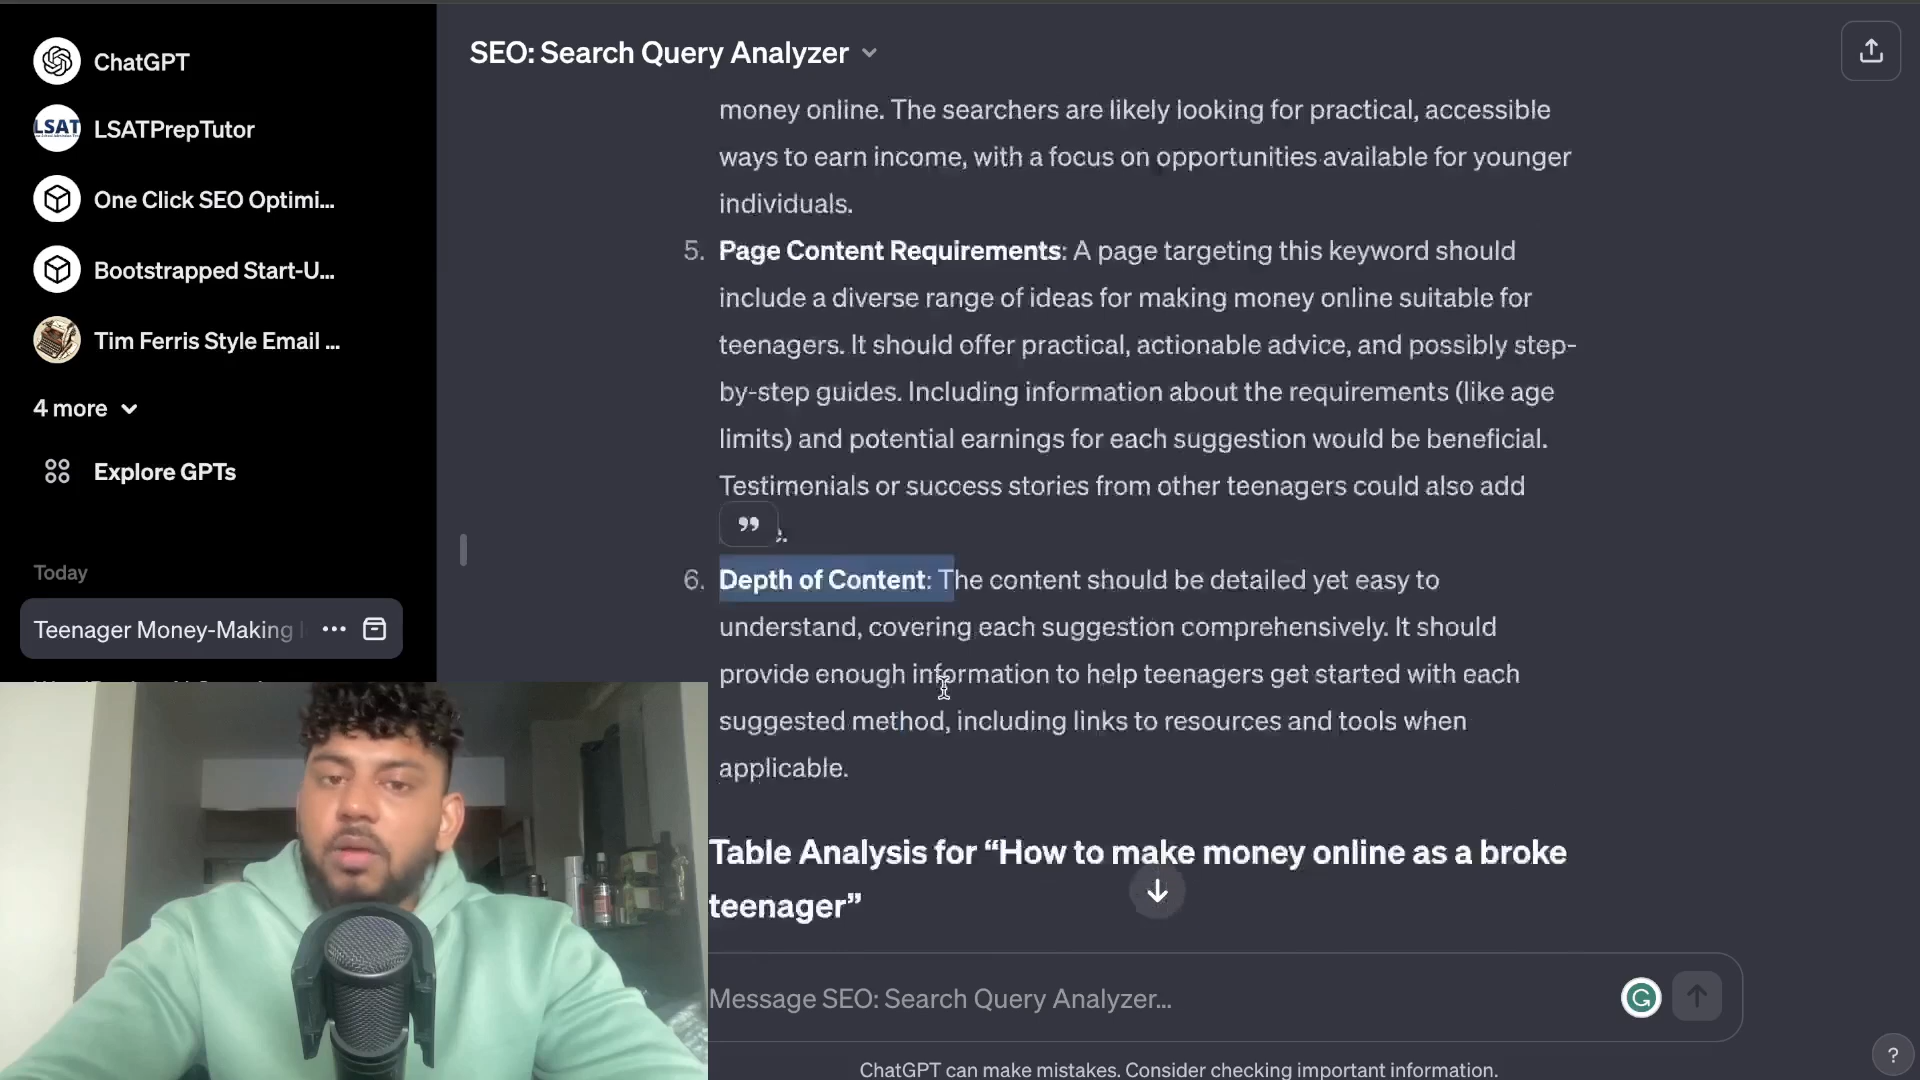 ChatGPT
LSAT LSATPrepTutor
One Click SEO Optimi...
Bootstrapped Start-U...
Tim Ferris Style Email ...
4 more
Explore GPTs
Today
Teenager Money-Making
SEO: Search Query Analyzer
money online. The searchers are likely looking for practical, accessible
ways to earn income, with a focus on opportunities available for younger
individuals.
5. Page Content Requirements: A page targeting this keyword should
include a diverse range of ideas for making money online suitable for
teenagers. It should offer practical, actionable advice, and possibly step-
by-step guides. Including information about the requirements (like age
limits) and potential earnings for each suggestion would be beneficial.
Testimonials or success stories from other teenagers could also add
6. Depth of Content: The content should be detailed yet easy to
understand, covering each suggestion comprehensively. It should
provide enough information to help teenagers get started with each
suggested method, including links to resources and tools when
applicable.
Table Analysis for “How to make money online as a broke
teenager”
Message SEO: Search Query Analyzer...
ChatGPT can make mistakes. Consider checking important information.
?